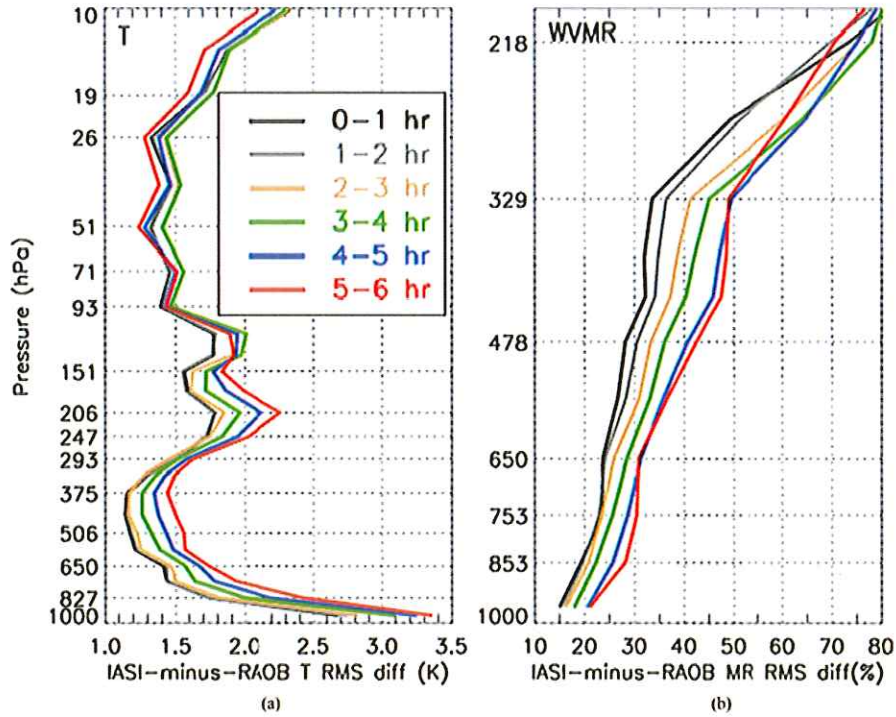 T
WVMR
10
19
26
51
71
93
151
206
247
293
375
506
650
827
1000
Pressure (hPa)
0-1 hr
1-2 hr
2-3 hr
3-4 hr
4-5 hr
5-6 hr
1.0 1.5 2.0 2.5 3.0 3.5
IASI-minus-RAOB T RMS diff (K)
(a)
218
329
478
650
753
853
1000
10 20 30 40 50 60 70 80
IASI-minus-RAOB MR RMS diff(%)
(b)